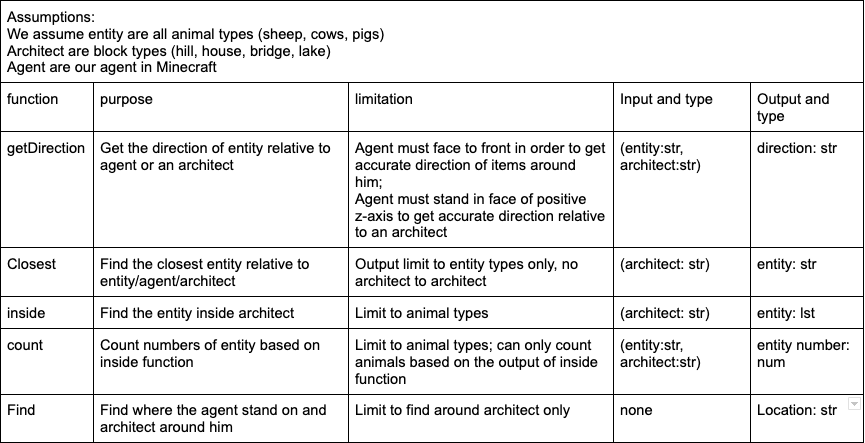 Assumptions:
We assume entity are all animal types (sheep, cows, pigs)
Architect are block types (hill, house, bridge, lake)
Agent are our agent in Minecraft
function
purpose
limitation
Input and type
Output and
type
getDirection
Get the direction of entity relative to
agent or an architect
Agent must face to front in order to get
accurate direction of items around
him;
Agent must stand in face of positive
z-axis to get accurate direction relative
to an architect
(entity:str,
architect:str)
direction: str
Closest
Find the closest entity relative to
entity/agent/architect
Output limit to entity types only, no
architect to architect
(architect: str)
entity: str
inside
Find the entity inside architect
Limit to animal types
(architect: str)
entity: lst
count
Count numbers of entity based on
inside function
Limit to animal types; can only count
animals based on the output of inside
function
(entity:str,
architect:str)
entity number:
num
Find
Find where the agent stand on and
architect around him
Limit to find around architect only
none
Location: str